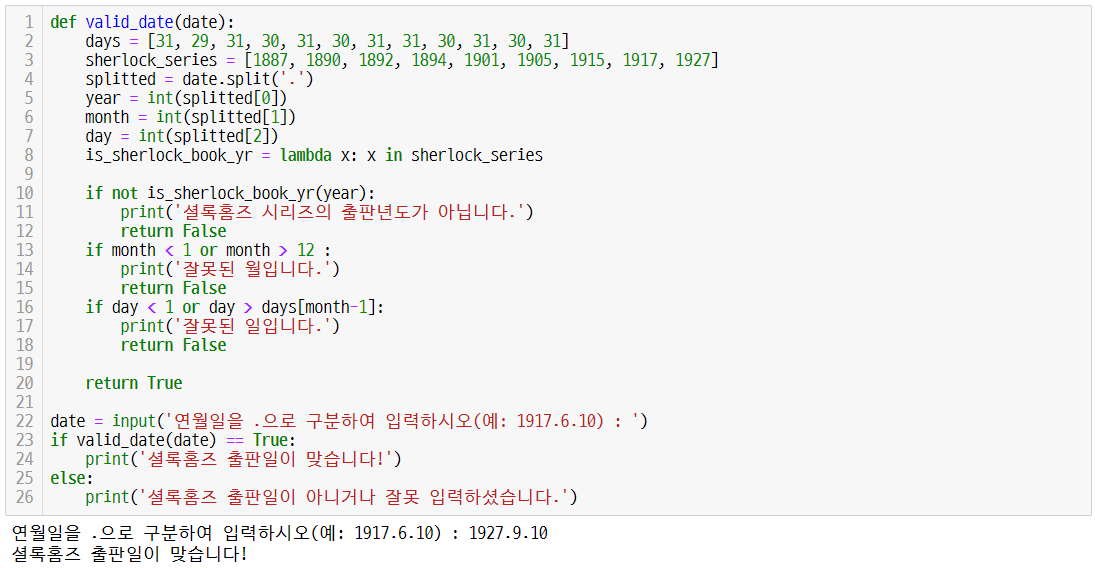 1 def valid_date(date):
2     days = [31, 29, 31, 30, 31, 30, 31, 31, 30, 31, 30, 31]
3     sherlock_series = [1887, 1890, 1892, 1894, 1901, 1905, 1915, 1917, 1927]
4     splitted = date.split('.')
5     year = int(splitted[0])
6     month = int(splitted[1])
7     day = int(splitted[2])
8     is_sherlock_book_yr = lambda x: x in sherlock_series
9
10     if not is_sherlock_book_yr(year):
11         print('셜록홈즈 시리즈의 출판년도가 아닙니다.')
12         return False
13     if month < 1 or month > 12 :
14         print('잘못된 월입니다.')
15         return False
16     if day < 1 or day > days[month-1]:
17         print('잘못된 일입니다.')
18         return False
19
20     return True
21
22 date = input('연월일을 .으로 구분하여 입력하시오(예: 1917.6.10) : ')
23 if valid_date(date) == True:
24     print('셜록홈즈 출판일이 맞습니다!')
25 else:
26     print('셜록홈즈 출판일이 아니거나 잘못 입력하셨습니다.')
연월일을 .으로 구분하여 입력하시오(예: 1917.6.10) : 1927.9.10
셜록홈즈 출판일이 맞습니다!